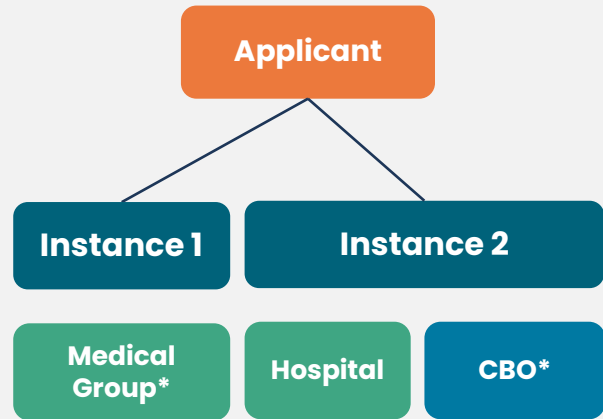 Applicant
Instance 1
Instance 2
Medical
Group*
Hospital
CBO*